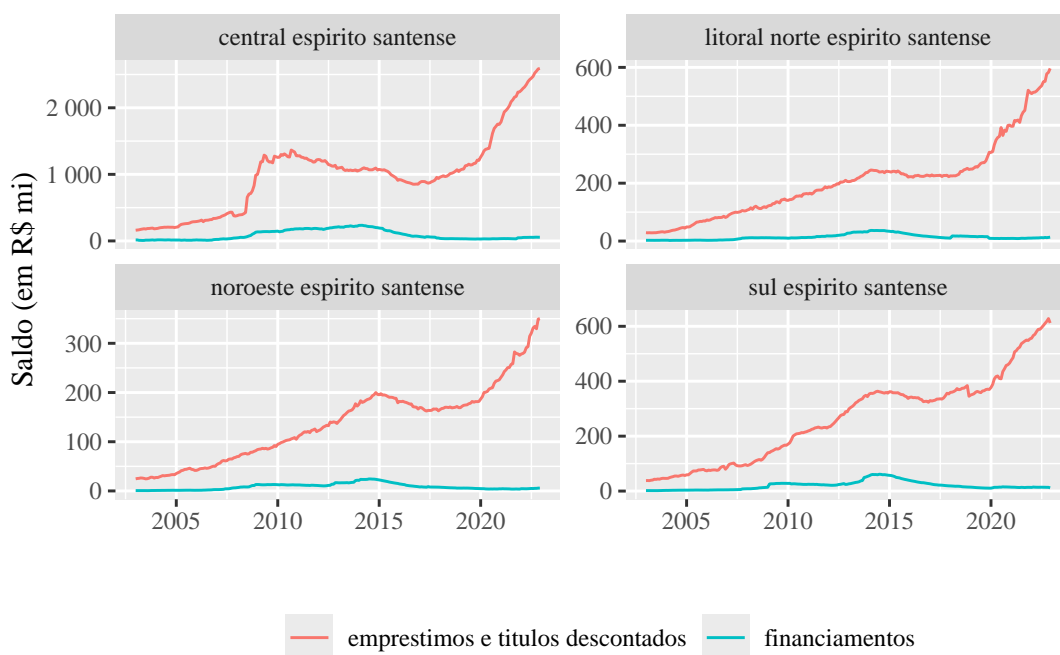 central espirito santense
litoral norte espirito santense
2 000
1 000
0
600
400
200
0
noroeste espirito santense
sul espirito santense
300
200
100
0
600
400
200
0
2005 2010 2015 2020
2005 2010 2015 2020
Saldo (em R$ mi)
emprestimos e titulos descontados financiamentos